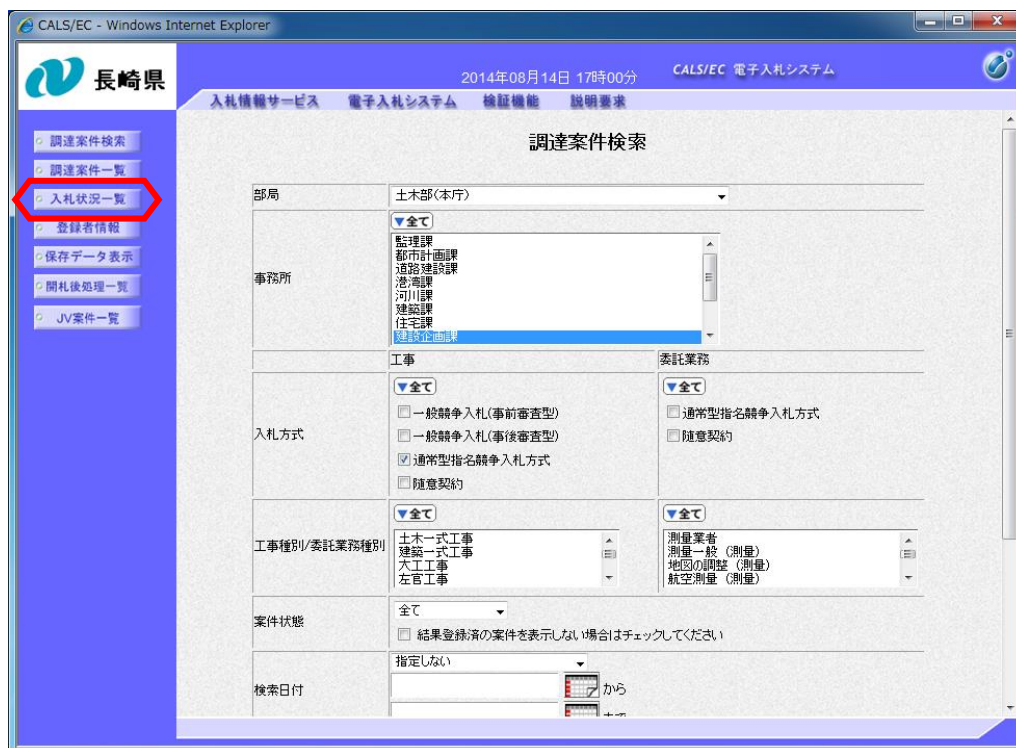 CALS/EC - Windows Internet Explorer
長崎県
2014年08月14日 17時00分
CALS/EC 電子入札システム
入札情報サービス 電子入札システム 検証機能 説明要求
調達案件検索
調達案件一覧
入札状況一覧
登録者情報
保存データ表示
開札後処理一覧
JV案件一覧
調達案件検索
部局 土木部(本庁)
事務所
▼全て
監理課
都市計画課
道路建設課
港湾課
河川課
建築課
住宅課
建設企画課
工事 委託業務
入札方式
▼全て ▼全て
一般競争入札(事前審査型) 通常型指名競争入札方式
一般競争入札(事後審査型) 随意契約
通常型指名競争入札方式
随意契約
工事種別/委託業務種別
▼全て ▼全て
土木一式工事 測量業者
建築一式工事 測量一般（測量）
大工工事 地図の調整（測量）
左官工事 航空測量（測量）
案件状態
全て
結果登録済の案件を表示しない場合はチェックしてください
検索日付
指定しない
から
まで